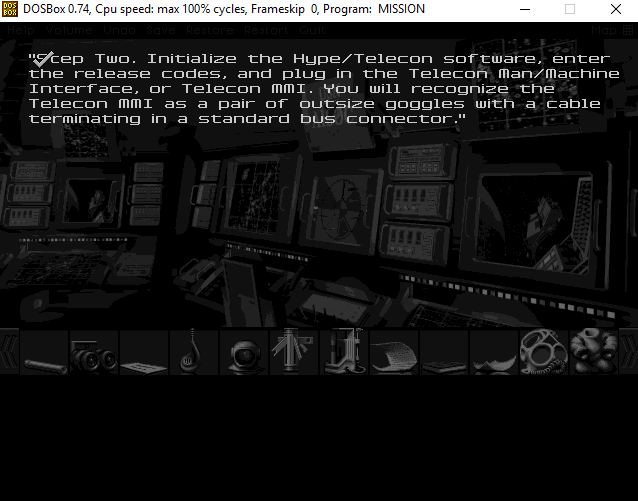 DOSBox 0.74, Cpu speed: max 100% cycles, Frameskip 0, Program: MISSION
Help Volume Undo Save Restore Restart Quit Map
"Step Two. Initialize the Hype/Telecon software, enter
the release codes, and plug in the Telecon Man/Machine
Interface, or Telecon MMI. You will recognize the
Telecon MMI as a pair of outsize goggles with a cable
terminating in a standard bus connector."